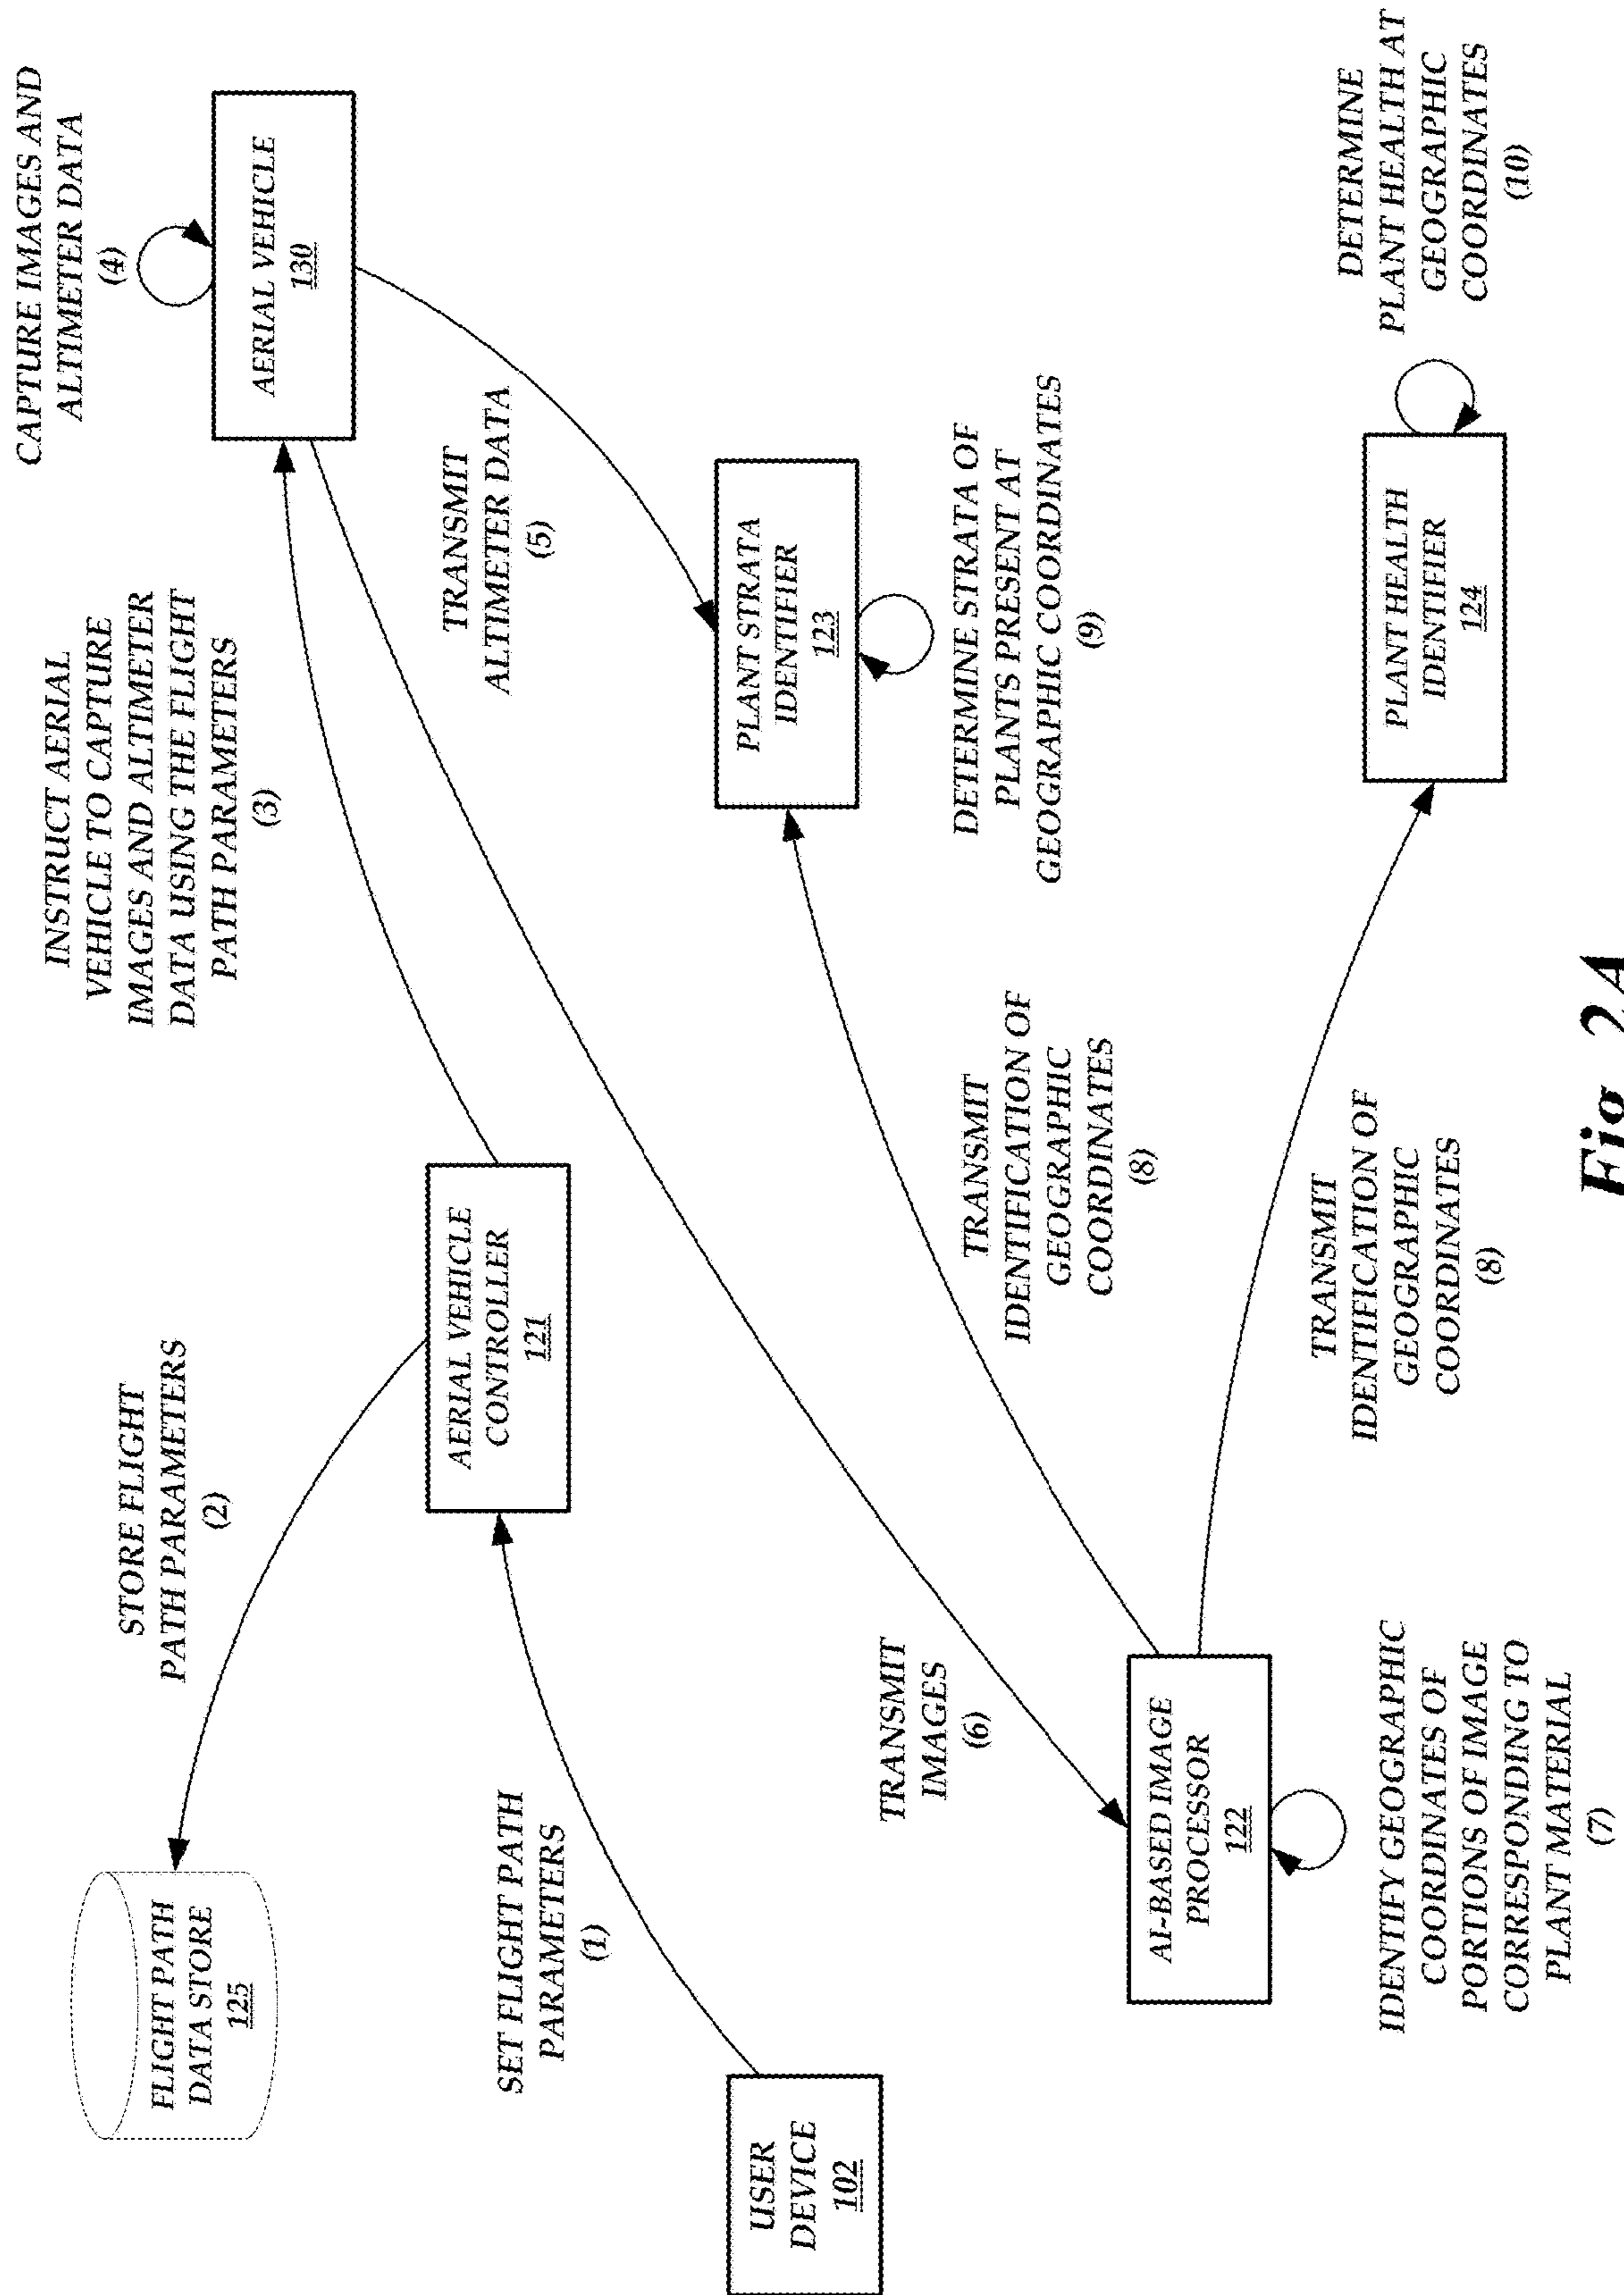 FLIGHT PATH
DATA STORE
125
STORE FLIGHT
PATH PARAMETERS
(2)
INSTRUCT AERIAL
VEHICLE TO CAPTURE
IMAGES AND ALTIMETER
DATA USING THE FLIGHT
PATH PARAMETERS
(3)
CAPTURE IMAGES AND
ALTIMETER DATA
(4)
AERIAL VEHICLE
130
SET FLIGHT PATH
PARAMETERS
(1)
AERIAL VEHICLE
CONTROLLER
121
TRANSMIT
ALTIMETER DATA
(5)
USER
DEVICE
102
PLANT STRATA
IDENTIFIER
123
TRANSMIT
IMAGES
(6)
TRANSMIT
IDENTIFICATION OF
GEOGRAPHIC
COORDINATES
(8)
DETERMINE STRATA OF
PLANTS PRESENT AT
GEOGRAPHIC COORDINATES
(9)
AI-BASED IMAGE
PROCESSOR
122
IDENTIFY GEOGRAPHIC
COORDINATES OF
PORTIONS OF IMAGE
CORRESPONDING TO
PLANT MATERIAL
(7)
TRANSMIT
IDENTIFICATION OF
GEOGRAPHIC
COORDINATES
(8)
PLANT HEALTH
IDENTIFIER
124
DETERMINE
PLANT HEALTH AT
GEOGRAPHIC
COORDINATES
(10)
Fig. 2A